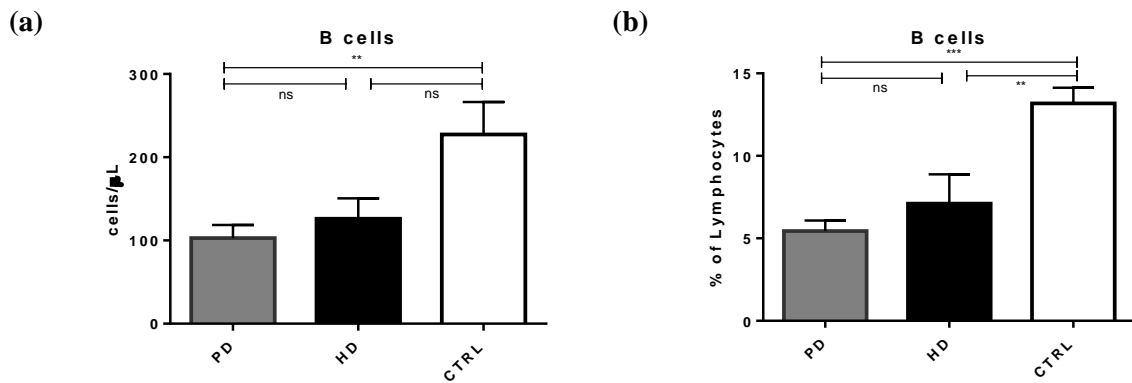 (a)
B cells
**
ns
ns
300
200
100
0
cells/µL
PD
HD
CTRL
(b)
B cells
***
ns
**
15
10
5
0
% of Lymphocytes
PD
HD
CTRL